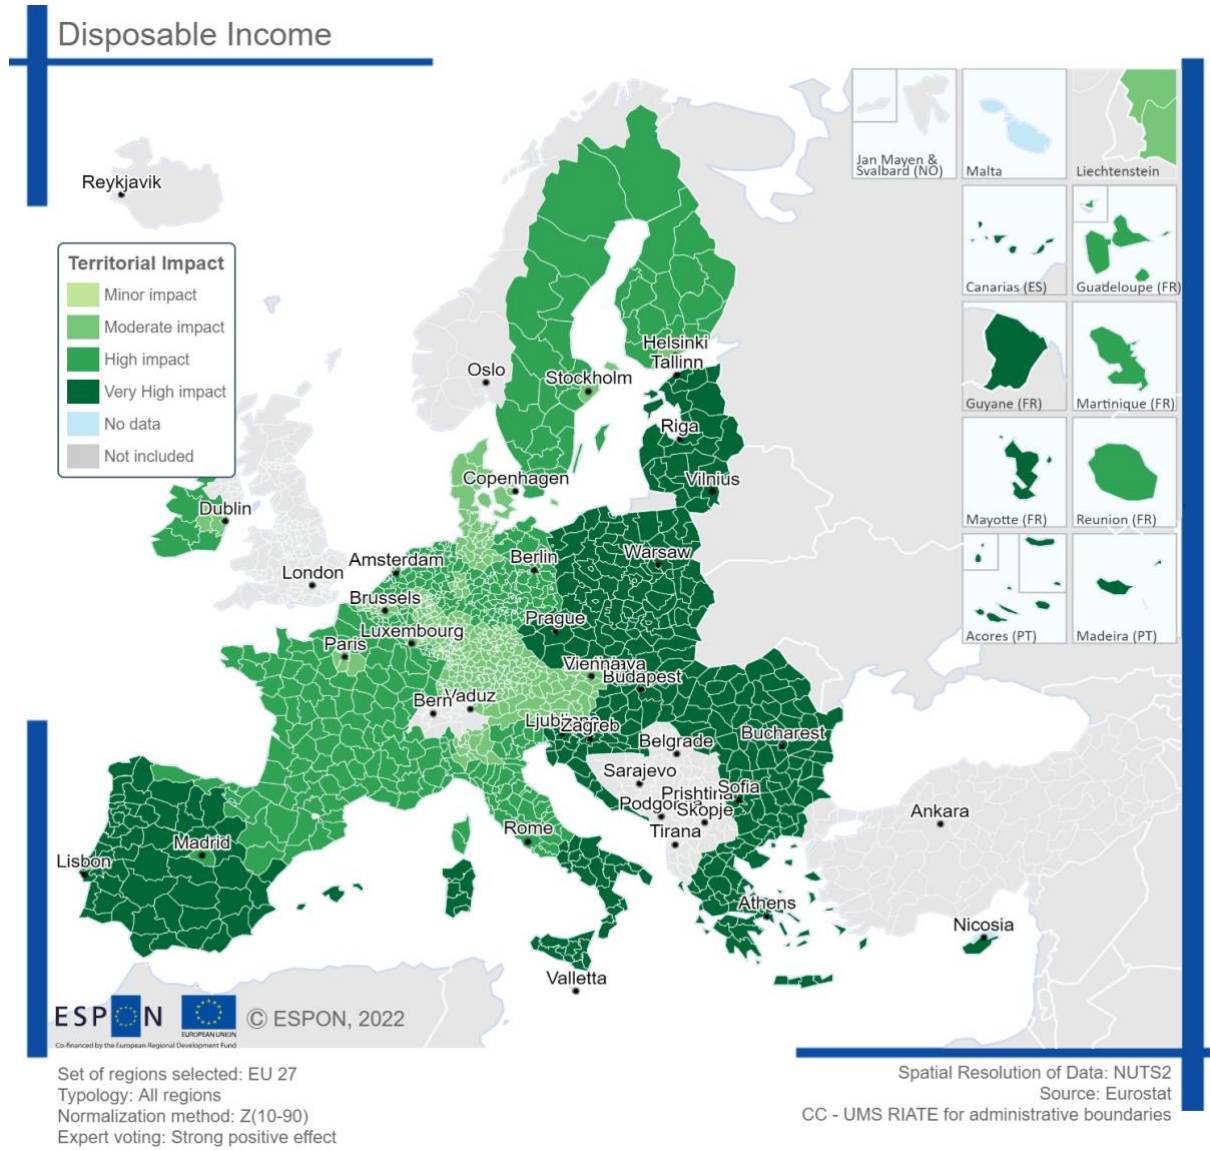 Disposable Income
Jan Mayen &
Svalbard (NO)
Malta
Liechtenstein
Reykjavik
Territorial Impact
Minor impact
Moderate impact
High impact
Very High impact
No data
Not included
Canarias (ES)
Guadeloupe (FR)
Guyane (FR)
Martinique (FR)
Mayotte (FR)
Reunion (FR)
Acores (PT)
Madeira (PT)
Helsinki
Tallinn
Oslo
Stockholm
Riga
Copenhagen
Vilnius
Dublin
Amsterdam
Berlin
Warsaw
London
Brussels
Prague
Luxembourg
Paris
Vienna
Budapest
Bern
Vaduz
Zagreb
Belgrade
Bucharest
Sarajevo
Prishtina
Sofia
Skopje
Tirana
Ankara
Rome
Madrid
Lisbon
Athens
Nicosia
Valletta
ESPON
EUROPEAN UNION
Co-financed by the European Regional Development Fund
© ESPON, 2022
Set of regions selected: EU 27
Typology: All regions
Normalization method: Z(10-90)
Expert voting: Strong positive effect
Spatial Resolution of Data: NUTS2
Source: Eurostat
CC - UMS RIATE for administrative boundaries